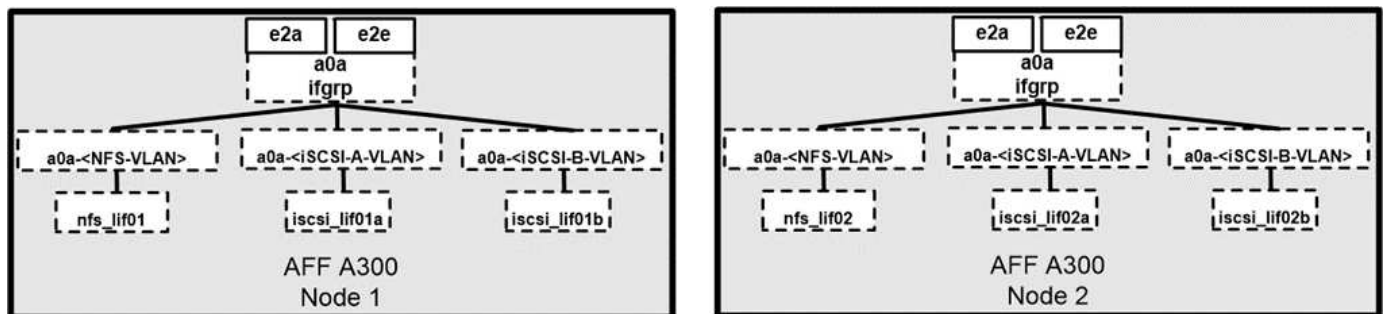 e2a e2e
a0a
ifgrp
a0a-<NFS-VLAN> a0a-<iSCSI-A-VLAN> a0a-<iSCSI-B-VLAN>
nfs_lif01 iscsi_lif01a iscsi_lif01b
AFF A300
Node 1
e2a e2e
a0a
ifgrp
a0a-<NFS-VLAN> a0a-<iSCSI-A-VLAN> a0a-<iSCSI-B-VLAN>
nfs_lif02 iscsi_lif02a iscsi_lif02b
AFF A300
Node 2